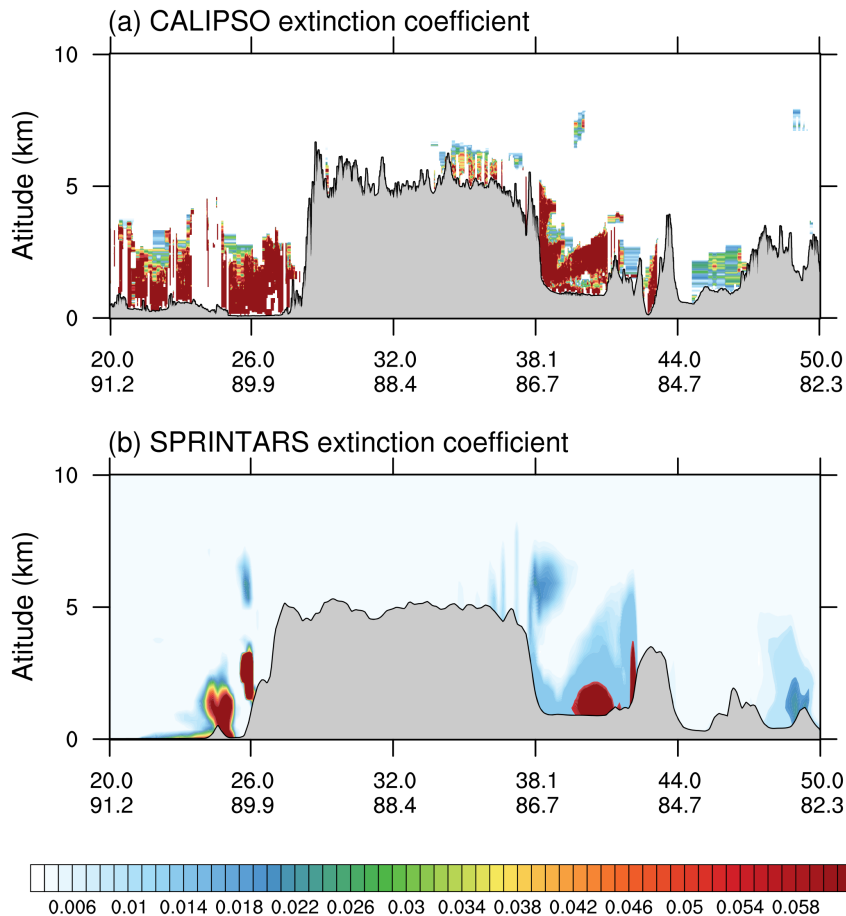 (a) CALIPSO extinction coefficient
10
5
0
Atitude (km)
20.0 26.0 32.0 38.1 44.0 50.0
91.2 89.9 88.4 86.7 84.7 82.3
(b) SPRINTARS extinction coefficient
10
5
0
Atitude (km)
20.0 26.0 32.0 38.1 44.0 50.0
91.2 89.9 88.4 86.7 84.7 82.3
0.006 0.01 0.014 0.018 0.022 0.026 0.03 0.034 0.038 0.042 0.046 0.05 0.054 0.058